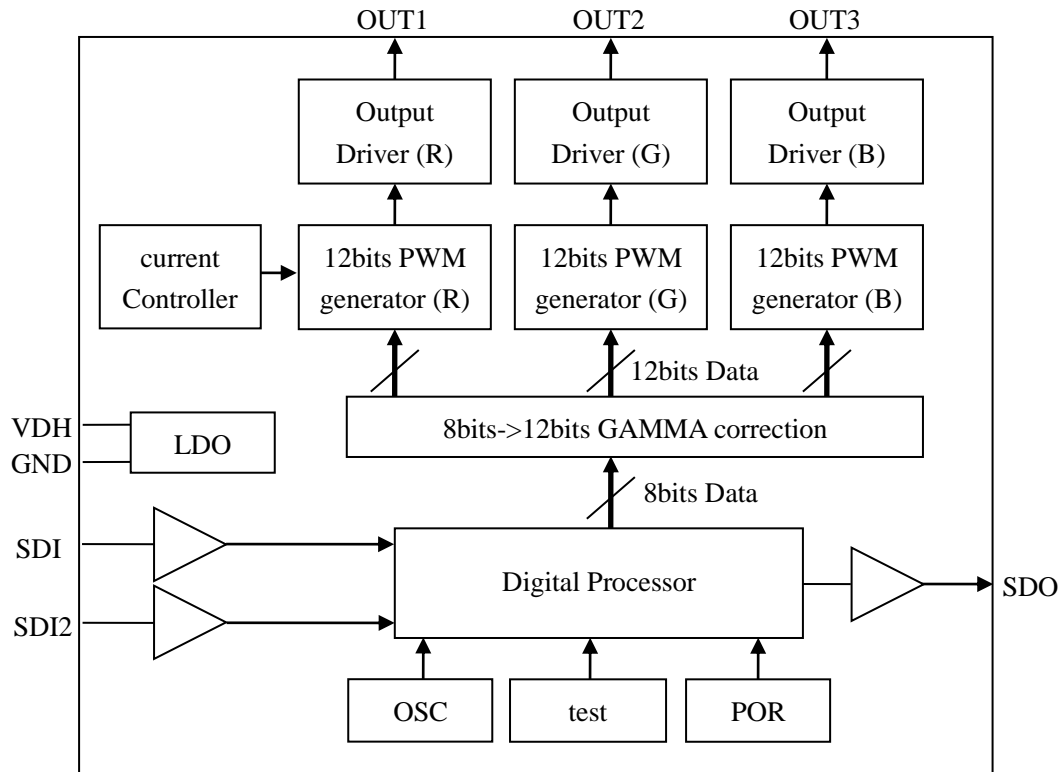 OUT1
OUT2
OUT3
Output
Driver (R)
Output
Driver (G)
Output
Driver (B)
current
Controller
12bits PWM
generator (R)
12bits PWM
generator (G)
12bits PWM
generator (B)
12bits Data
VDH
GND
LDO
8bits->12bits GAMMA correction
8bits Data
SDI
SDI2
Digital Processor
SDO
OSC
test
POR